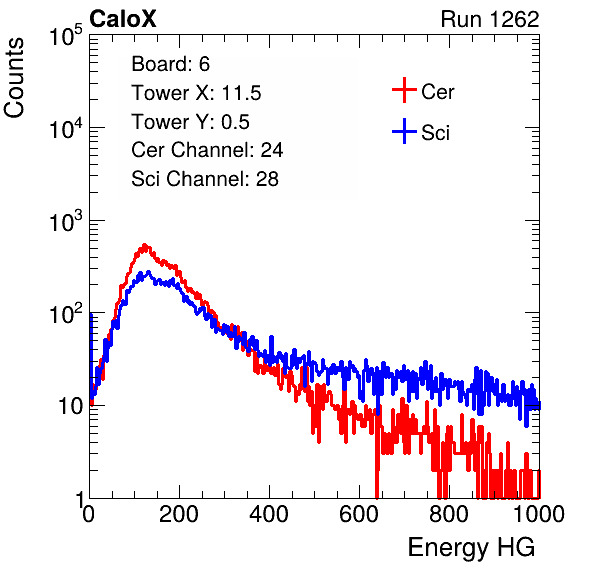 CaloX Run 1262
Counts
Board: 6
Tower X: 11.5
Tower Y: 0.5
Cer Channel: 24
Sci Channel: 28
Cer
Sci
10^5
10^4
10^3
10^2
10
1
0 200 400 600 800 1000
Energy HG